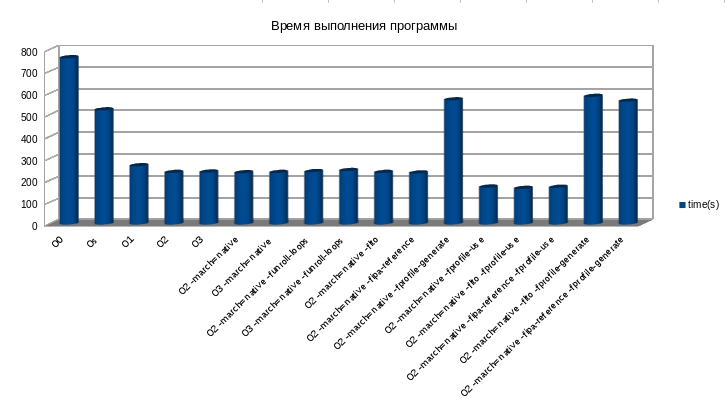 Время выполнения программы
800
700
600
500
400
300
200
100
0
time(s)
O0
Os
O1
O2
O3
O2 -march=native
O3 -march=native
O2 -march=native -funroll-loops
O3 -march=native -funroll-loops
O2 -march=native -flto
O2 -march=native -fipa-reference
O2 -march=native -fprofile-generate
O2 -march=native -fprofile-use
O2 -march=native -flto -fprofile-use
O2 -march=native -fipa-reference -fprofile-use
O2 -march=native -flto -fprofile-generate
O2 -march=native -fipa-reference -fprofile-generate